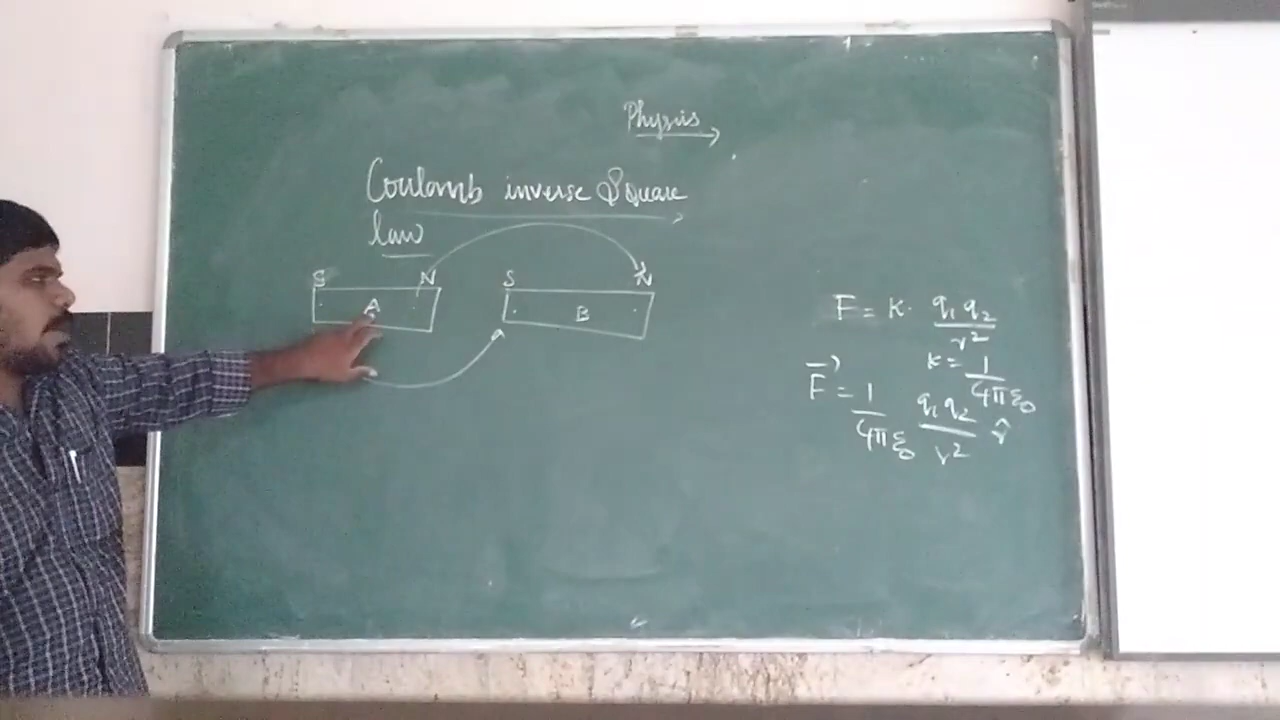 Physics
Coulomb inverse Square
law
S N S N
A B
F = K. q₁ q₂ / r²
K = 1 / 4πε₀
F⃗ = 1 / 4πε₀ q₁ q₂ / r² r̂